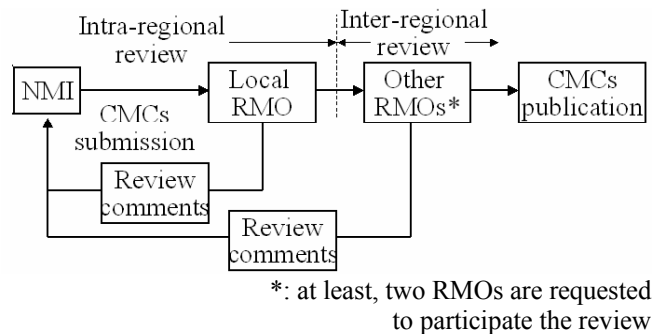 Intra-regional
review
Inter-regional
review
NMI
CMCs
submission
Local
RMO
Other
RMOs*
CMCs
publication
Review
comments
Review
comments
*: at least, two RMOs are requested
to participate the review